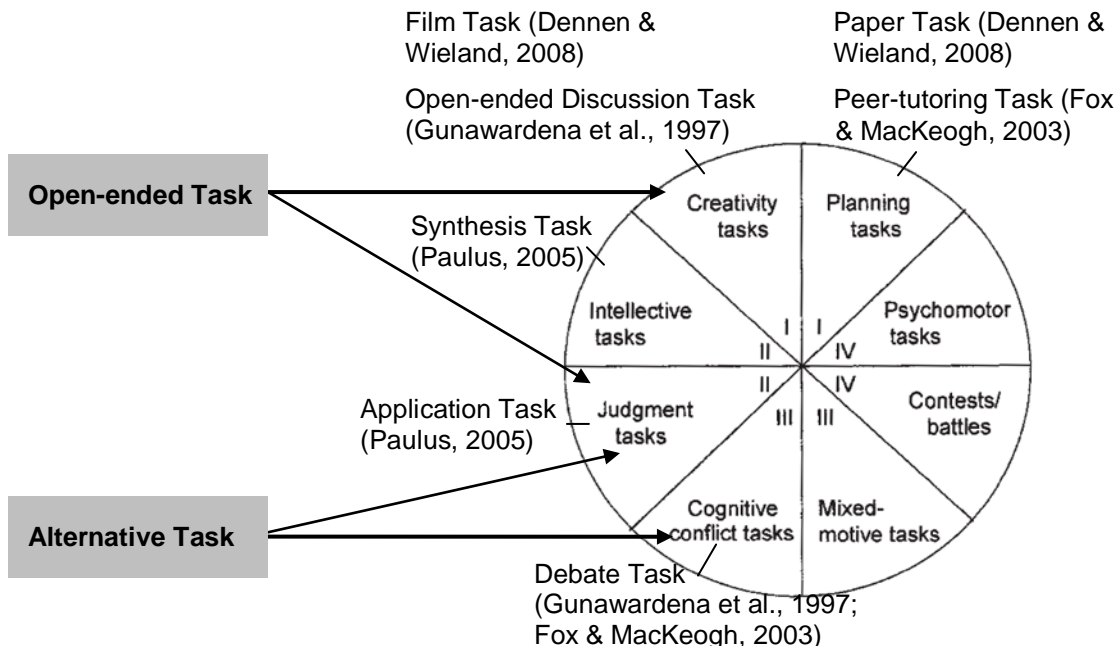 Film Task (Dennen &
Wieland, 2008)
Paper Task (Dennen &
Wieland, 2008)
Open-ended Discussion Task
(Gunawardena et al., 1997)
Peer-tutoring Task (Fox
& MacKeogh, 2003)
Open-ended Task
Creativity
tasks
Planning
tasks
Synthesis Task
(Paulus, 2005)
Intellective
tasks
Psychomotor
tasks
I I
II IV
II IV
III III
Application Task
(Paulus, 2005)
Judgment
tasks
Contests/
battles
Alternative Task
Cognitive
conflict tasks
Mixed-
motive tasks
Debate Task
(Gunawardena et al., 1997;
Fox & MacKeogh, 2003)